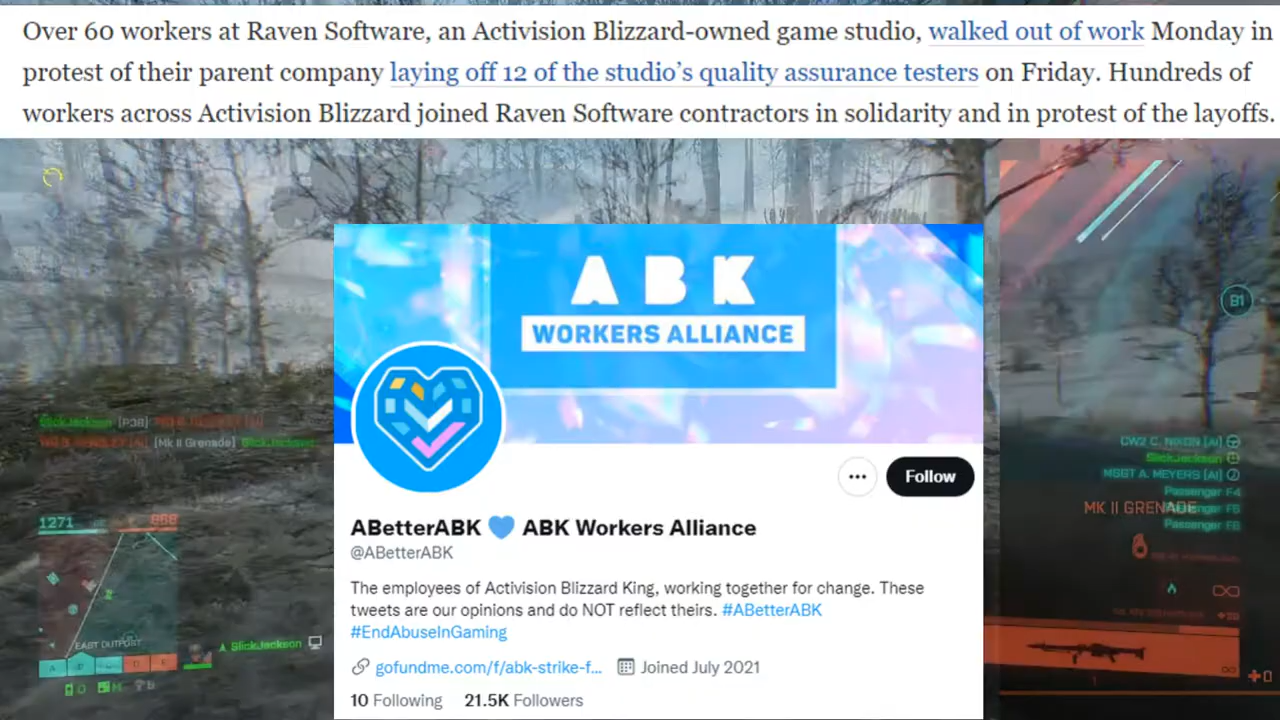 Over 60 workers at Raven Software, an Activision Blizzard-owned game studio, walked out of work Monday in
protest of their parent company laying off 12 of the studio’s quality assurance testers on Friday. Hundreds of
workers across Activision Blizzard joined Raven Software contractors in solidarity and in protest of the layoffs.
B1
ABK
WORKERS ALLIANCE
SlickJackson [P38]
[Mk II Grenade] SlickJackson
CW2 C. NIXON [AI]
SlickJackson
MSGT A. MEYERS [AI]
Passenger F4
Passenger F5
Passenger F6
MK II GRENADE
Follow
1271 868
ABetterABK 💙 ABK Workers Alliance
@ABetterABK
The employees of Activision Blizzard King, working together for change. These
tweets are our opinions and do NOT reflect theirs. #ABetterABK
#EndAbuseInGaming
EAST OUTPOST
SlickJackson
gofundme.com/f/abk-strike-f... Joined July 2021
10 Following 21.5K Followers